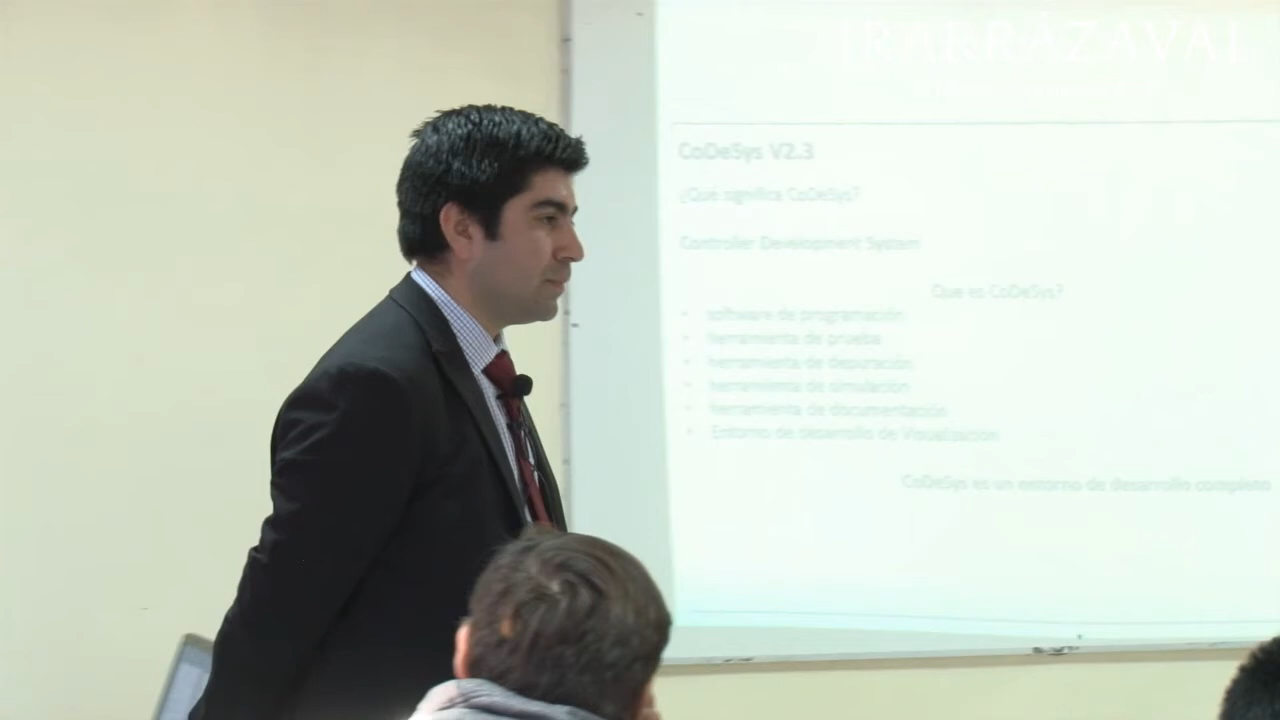 IRARRÁZAVAL
CoDeSys V2.3
¿Qué significa CoDeSys?
Controller Development System
Que es CoDeSys?
• software de programación
• herramienta de prueba
• herramienta de depuración
• herramienta de simulacion
• herramienta de documentación
• Entorno de desarrollo de Visualización
CoDeSys es un entorno de desarrollo completo